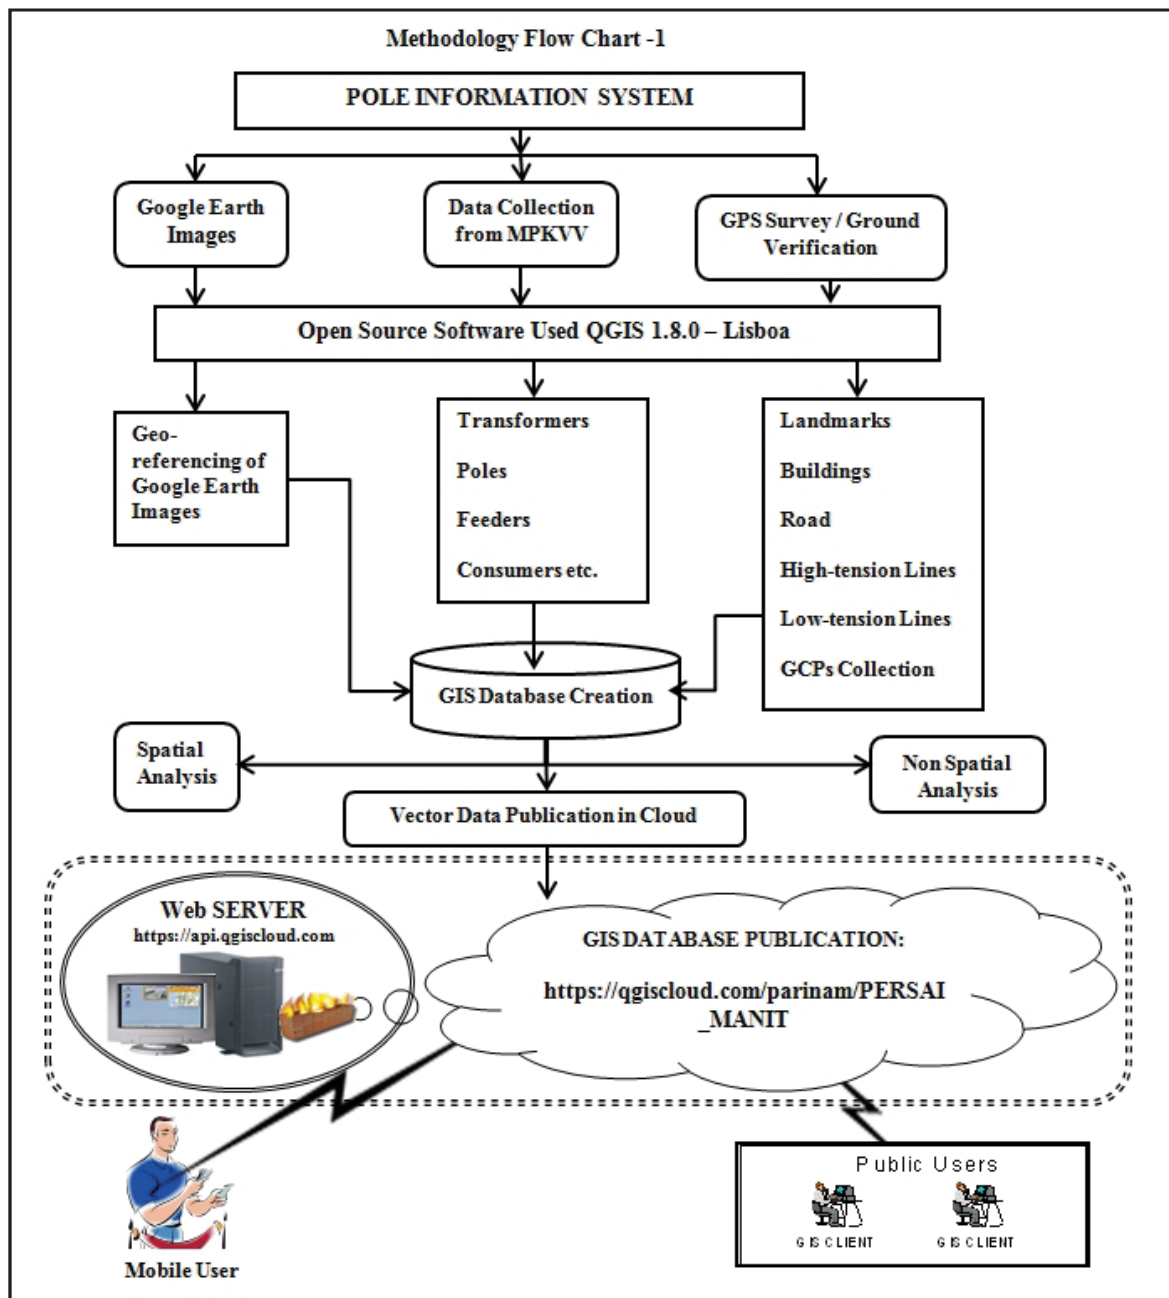 Methodology Flow Chart -1
POLE INFORMATION SYSTEM
Google Earth
Images
Data Collection
from MPKVV
GPS Survey / Ground
Verification
Open Source Software Used QGIS 1.8.0 – Lisboa
Geo-
referencing of
Google Earth
Images
Transformers
Poles
Feeders
Consumers etc.
Landmarks
Buildings
Road
High-tension Lines
Low-tension Lines
GCPs Collection
GIS Database Creation
Spatial
Analysis
Non Spatial
Analysis
Vector Data Publication in Cloud
Web SERVER
https://api.qgiscloud.com
GIS DATABASE PUBLICATION:
https://qgiscloud.com/parinam/PERSAI
_MANIT
Mobile User
Public Users
GIS CLIENT
GIS CLIENT